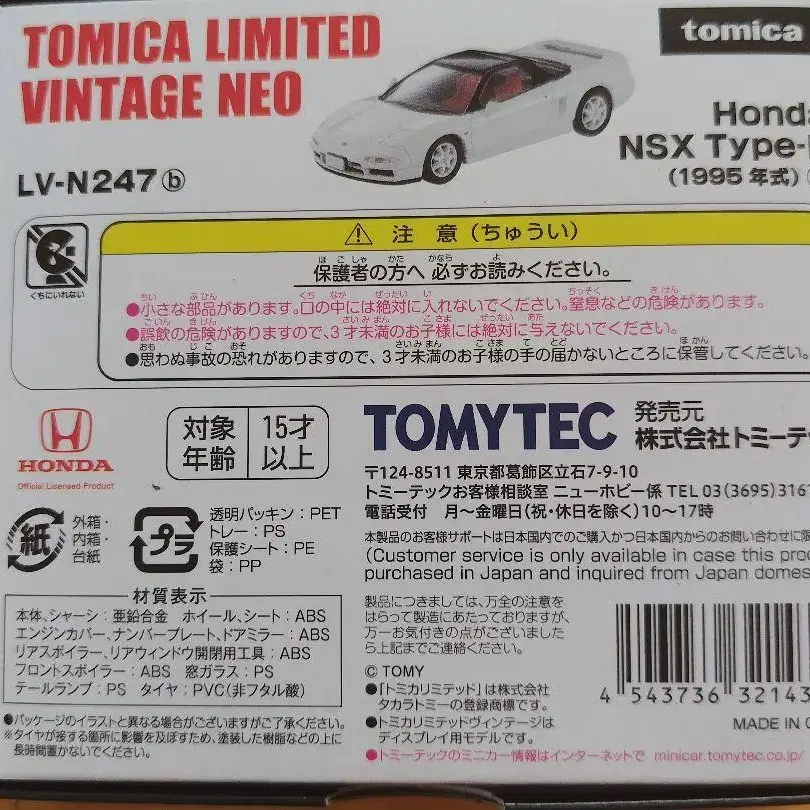 TOMICA LIMITED
VINTAGE NEO
tomica
LV-N247 ⓑ
Honda
NSX Type-
(1995年式)
くちにいれない
⚠ 注 意 (ちゅうい)
保護者の方へ 必ずお読みください。
●小さな部品があります。口の中には絶対に入れないでください。窒息などの危険があります。
●誤飲の危険がありますので、3才未満のお子様には絶対に与えないでください。
●思わぬ事故の恐れがありますので、3才未満のお子様の手の届かないところに保管してください。
HONDA
Official Licensed Product
対象年齢 15才以上
TOMYTEC
発売元
株式会社トミーテッ
〒124-8511 東京都葛飾区立石7-9-10
トミーテックお客様相談室 ニューホビー係 TEL 03(3695)3161
電話受付 月～金曜日(祝・休日を除く)10～17時
本製品のお客様サポートは日本国内でのご購入かつ日本国内からのお問い合わせに限
(Customer service is only available in case this prod
purchased in Japan and inquired from Japan domes
紙
外箱・
内箱・
台紙
プラ
透明パッキン:PET
トレー:PS
保護シート:PE
袋:PP
材質表示
本体、シャーシ:亜鉛合金 ホイール、シート:ABS
エンジンカバー、ナンバープレート、ドアミラー:ABS
リアスポイラー、リアウィンドウ開閉用工具:ABS
フロントスポイラー:ABS 窓ガラス:PS
テールランプ:PS タイヤ:PVC(非フタル酸)
●パッケージのイラストと異なる場合がございますがご了承ください。
※タイヤが接する箇所に影響を及ぼすため、塗装した樹脂などの上に
長時間置かないでください。
製品につきましては、万全の注意を
はらって製造にあたっておりますが、
万一お気付きの点がございました
ら上記までご連絡ください。
© TOMY
●「トミカリミテッド」は株式会社
タカラトミーの登録商標です。
●トミカリミテッドヴィンテージは
ディスプレイ用モデルです。
●トミーテックのミニカー情報はインターネットで minicar.tomytec.co.jp/
4 543736 32143
MADE IN